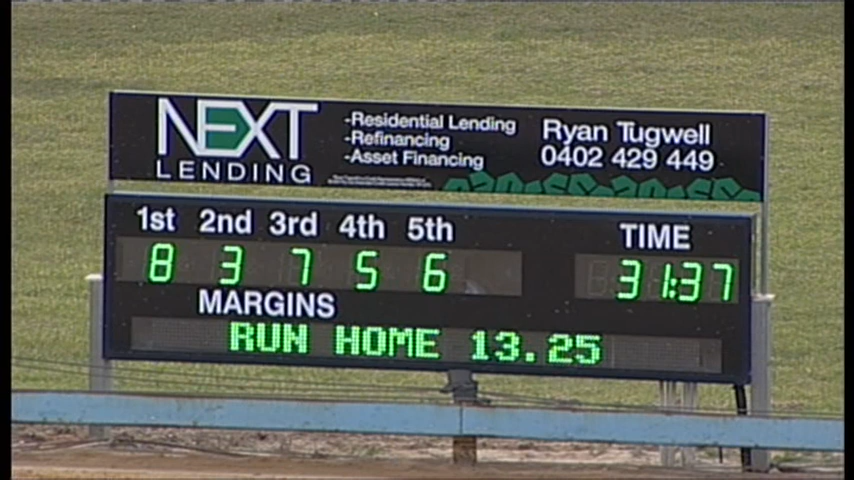 NEXT
LENDING
-Residential Lending
-Refinancing
-Asset Financing
Ryan Tugwell
0402 429 449
1st 2nd 3rd 4th 5th TIME
8 3 7 5 6 31:37
MARGINS
RUN HOME 13.25